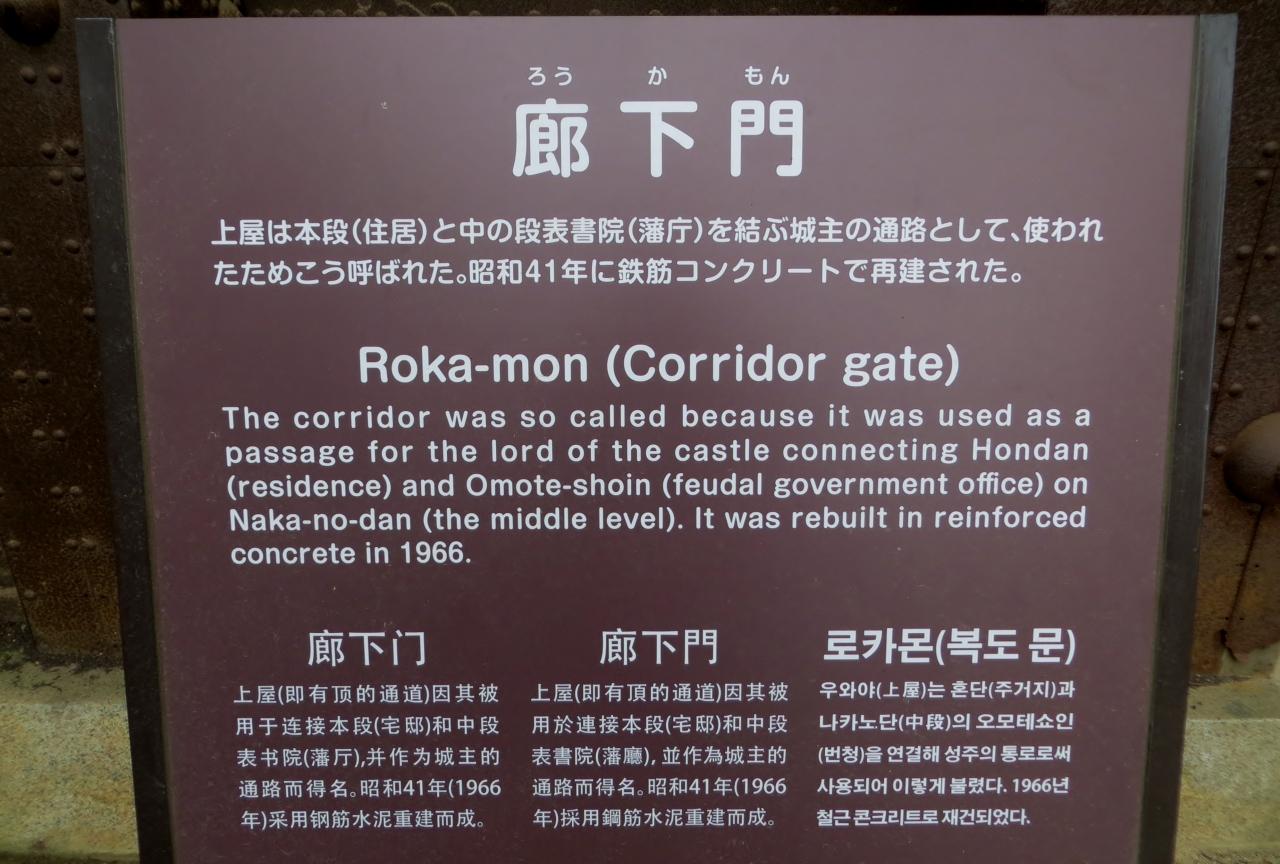 ろう か もん
廊下門
上屋は本段(住居)と中の段表書院(藩庁)を結ぶ城主の通路として、使われ
たためこう呼ばれた。昭和41年に鉄筋コンクリートで再建された。
Roka-mon (Corridor gate)
The corridor was so called because it was used as a
passage for the lord of the castle connecting Hondan
(residence) and Omote-shoin (feudal government office) on
Naka-no-dan (the middle level). It was rebuilt in reinforced
concrete in 1966.
廊下门
上屋(即有顶的通道)因其被
用于连接本段(宅邸)和中段
表书院(藩厅),并作为城主的
通路而得名。昭和41年(1966
年)采用钢筋水泥重建而成。
廊下門
上屋(即有頂的通道)因其被
用於連接本段(宅邸)和中段
表書院(藩廳), 並作為城主的
通路而得名。昭和41年(1966
年)採用鋼筋水泥重建而成。
로카몬(복도 문)
우와야(上屋)는 혼단(주거지)과
나카노단(中段)의 오모테쇼인
(번청)을 연결해 성주의 통로로써
사용되어 이렇게 불렸다. 1966년
철근 콘크리트로 재건되었다.